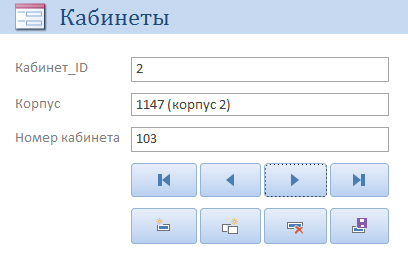 Кабинеты
Кабинет_ID 2
Корпус 1147 (корпус 2)
Номер кабинета 103